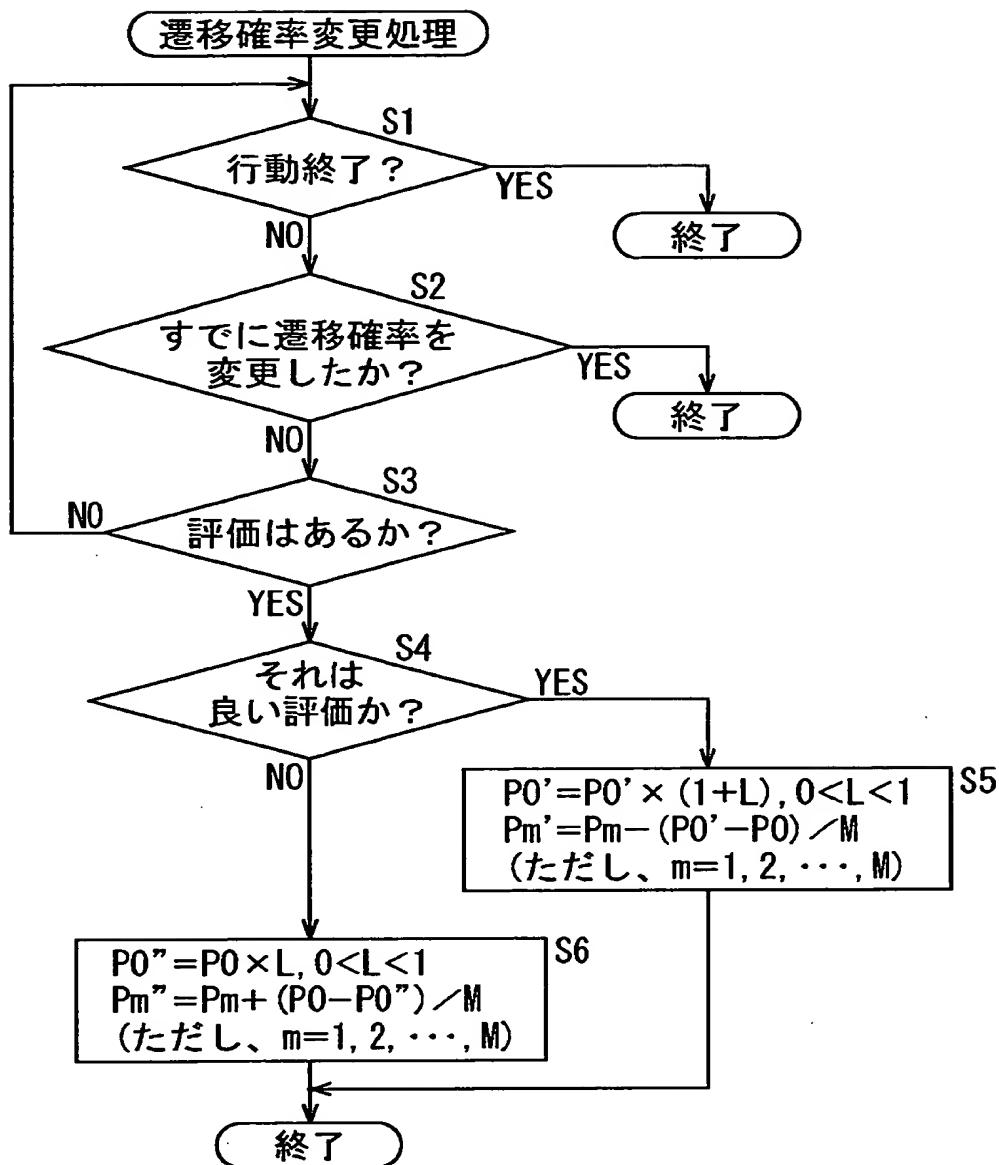 遷移確率変更処理
S1
行動終了?
YES
終了
NO
S2
すでに遷移確率を
変更したか?
YES
終了
NO
S3
NO
評価はあるか?
YES
S4
それは
良い評価か?
YES
NO
S5
P0’=P0’×(1+L), 0<L<1
Pm’=Pm−(P0’−P0)/M
(ただし、m=1, 2, ・・・, M)
S6
P0”=P0×L, 0<L<1
Pm”=Pm+(P0−P0”)/M
(ただし、m=1, 2, ・・・, M)
終了